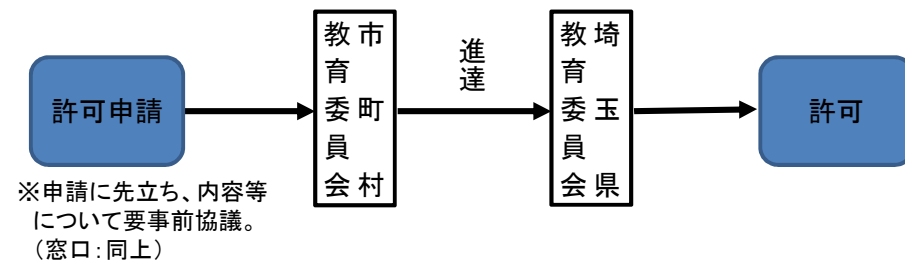 許可申請
※申請に先立ち、内容等
について要事前協議。
（窓口：同上）
市町村
教育委員会
進達
埼玉県
教育委員会
許可